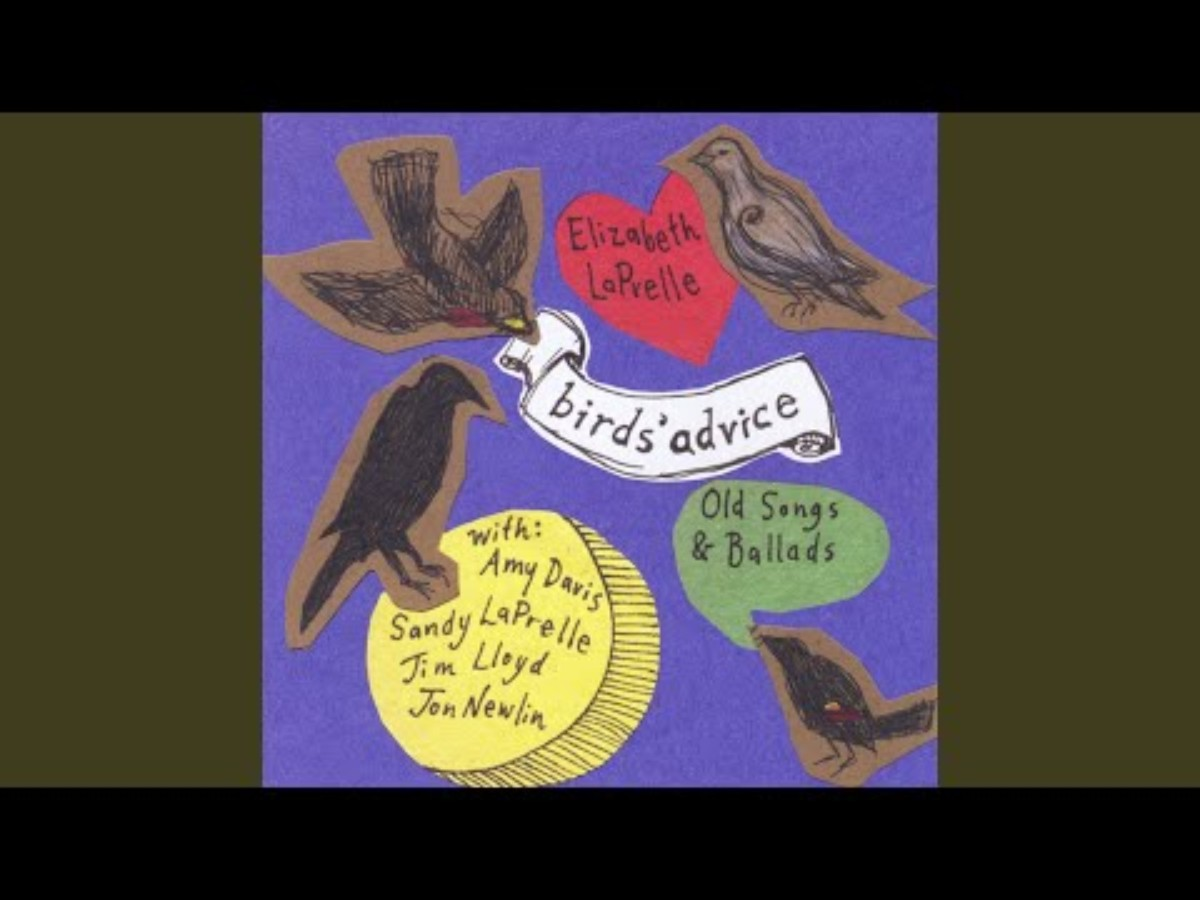 Elizabeth
LaPrelle
birds' advice
Old Songs
& Ballads
with:
Amy Davis
Sandy LaPrelle
Jim Lloyd
Jon Newlin